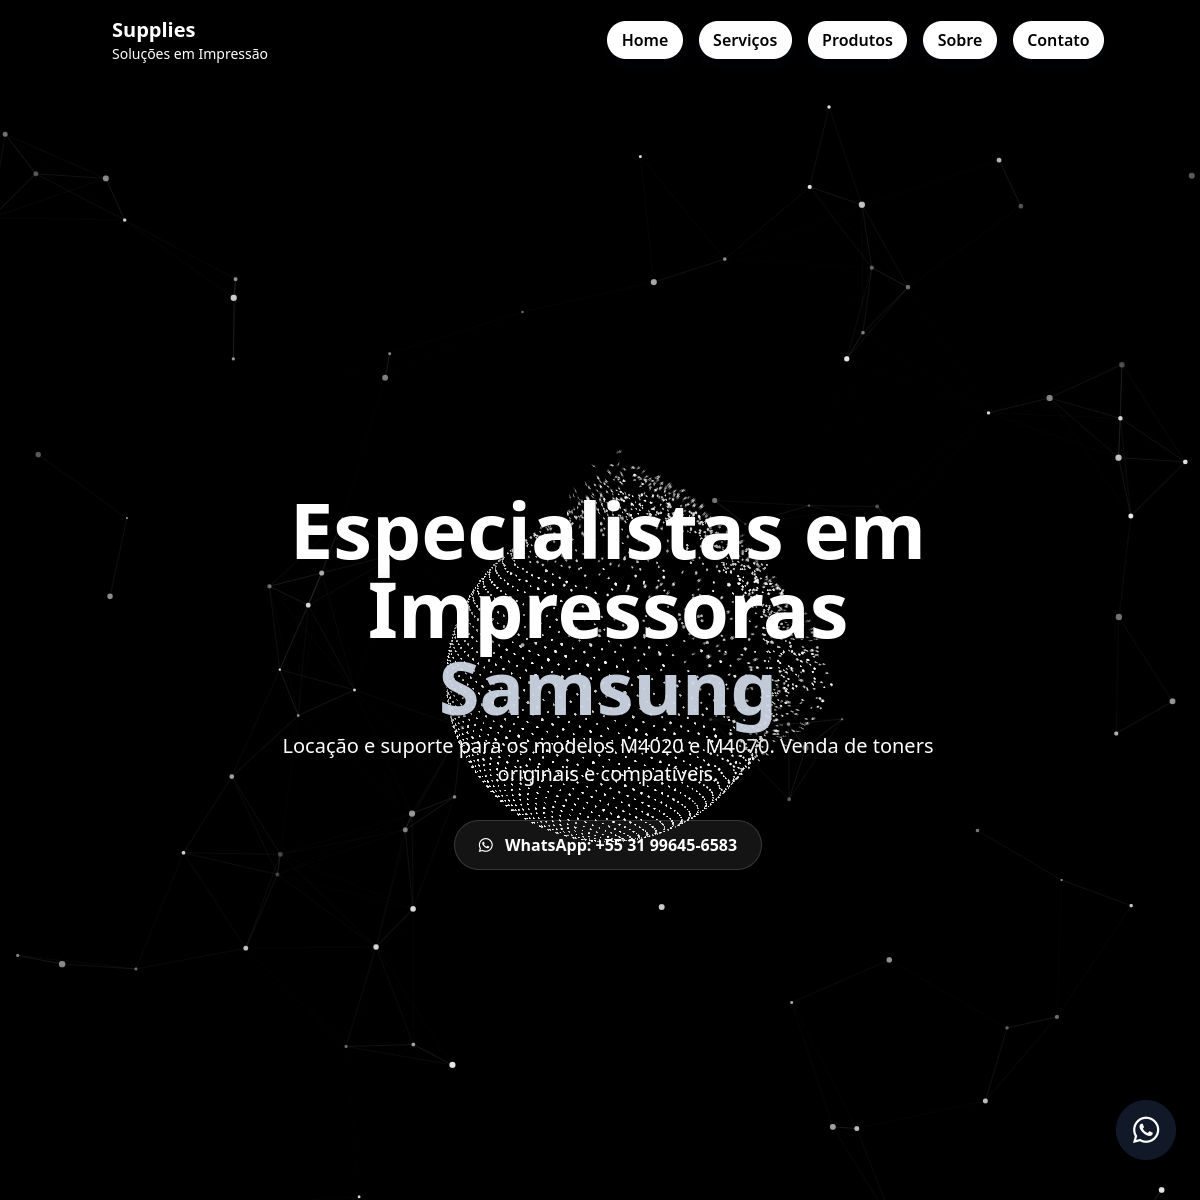 Supplies
Soluções em Impressão
Home
Serviços
Produtos
Sobre
Contato
Especialistas em
Impressoras
Samsung
Locação e suporte para os modelos M4020 e M4070. Venda de toners
originais e compatíveis.
WhatsApp: +55 31 99645-6583